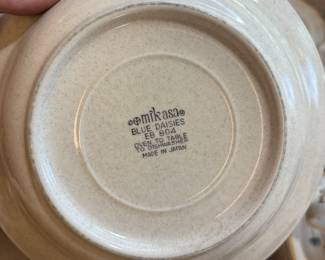 mikasa
BLUE DAISIES
EB 804
OVEN TO TABLE
TO DISHWASHER
MADE IN JAPAN